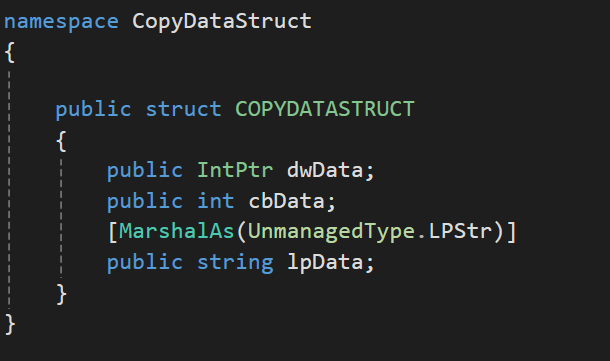 namespace CopyDataStruct
{
public struct COPYDATASTRUCT
{
public IntPtr dwData;
public int cbData;
[MarshalAs(UnmanagedType.LPStr)]
public string lpData;
}
}